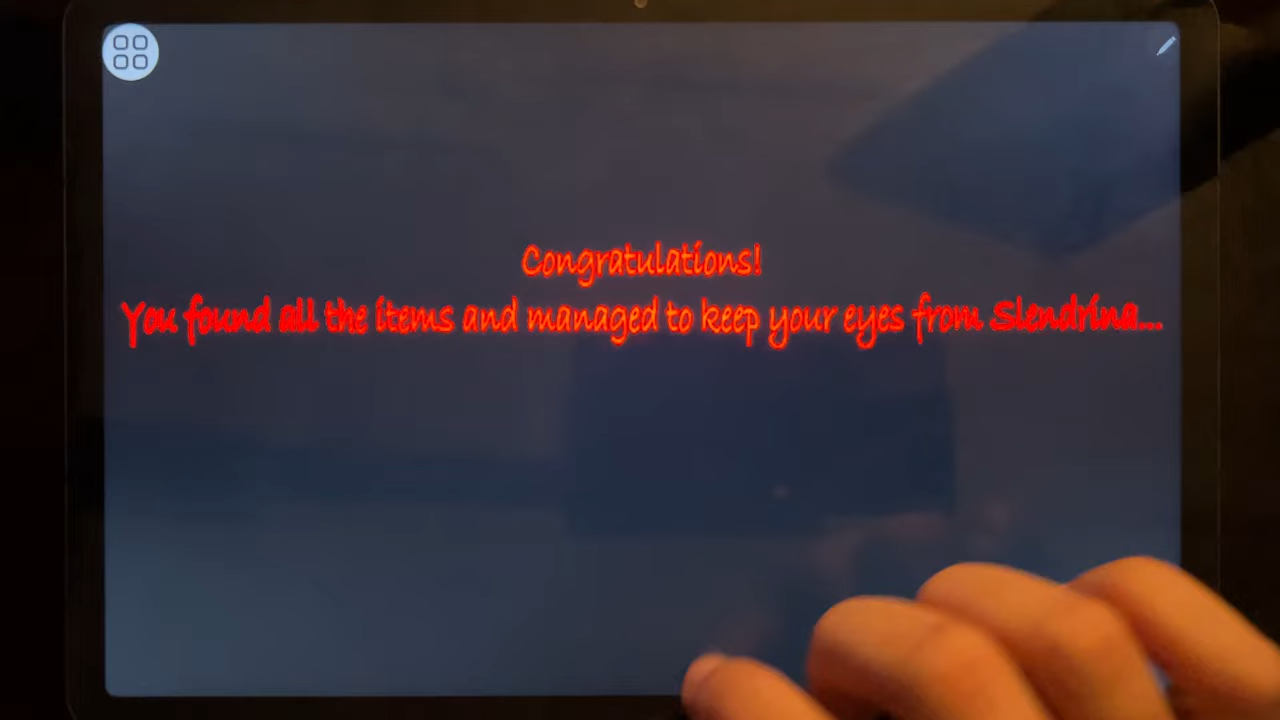 Congratulations!
You found all the items and managed to keep your eyes from Slendrina...